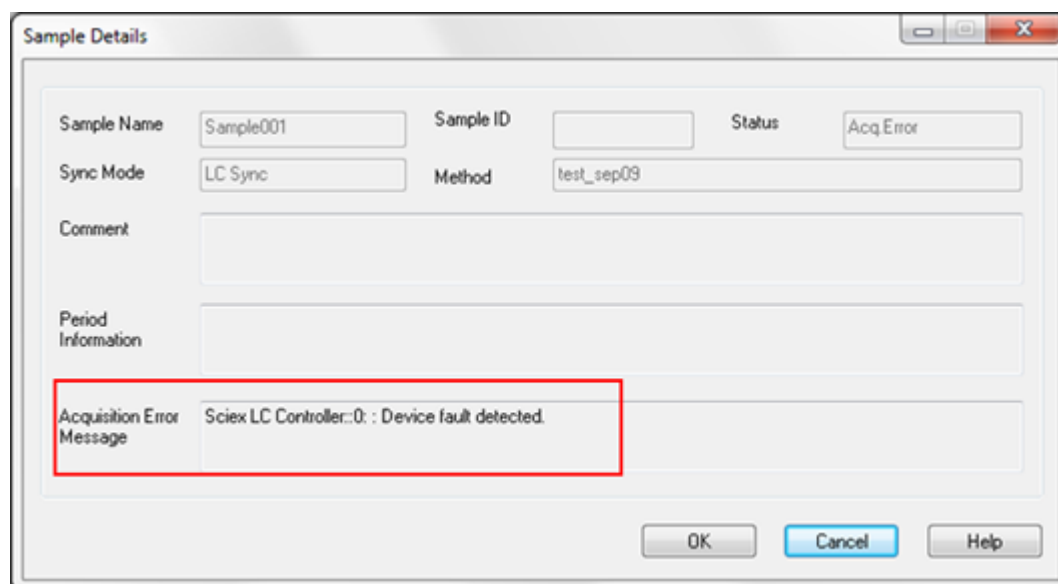 Sample Details
Sample Name Sample001 Sample ID Status Acq.Error
Sync Mode LC Sync Method test_sep09
Comment
Period
Information
Acquisition Error Sciex LC Controller::0: : Device fault detected.
Message
OK Cancel Help